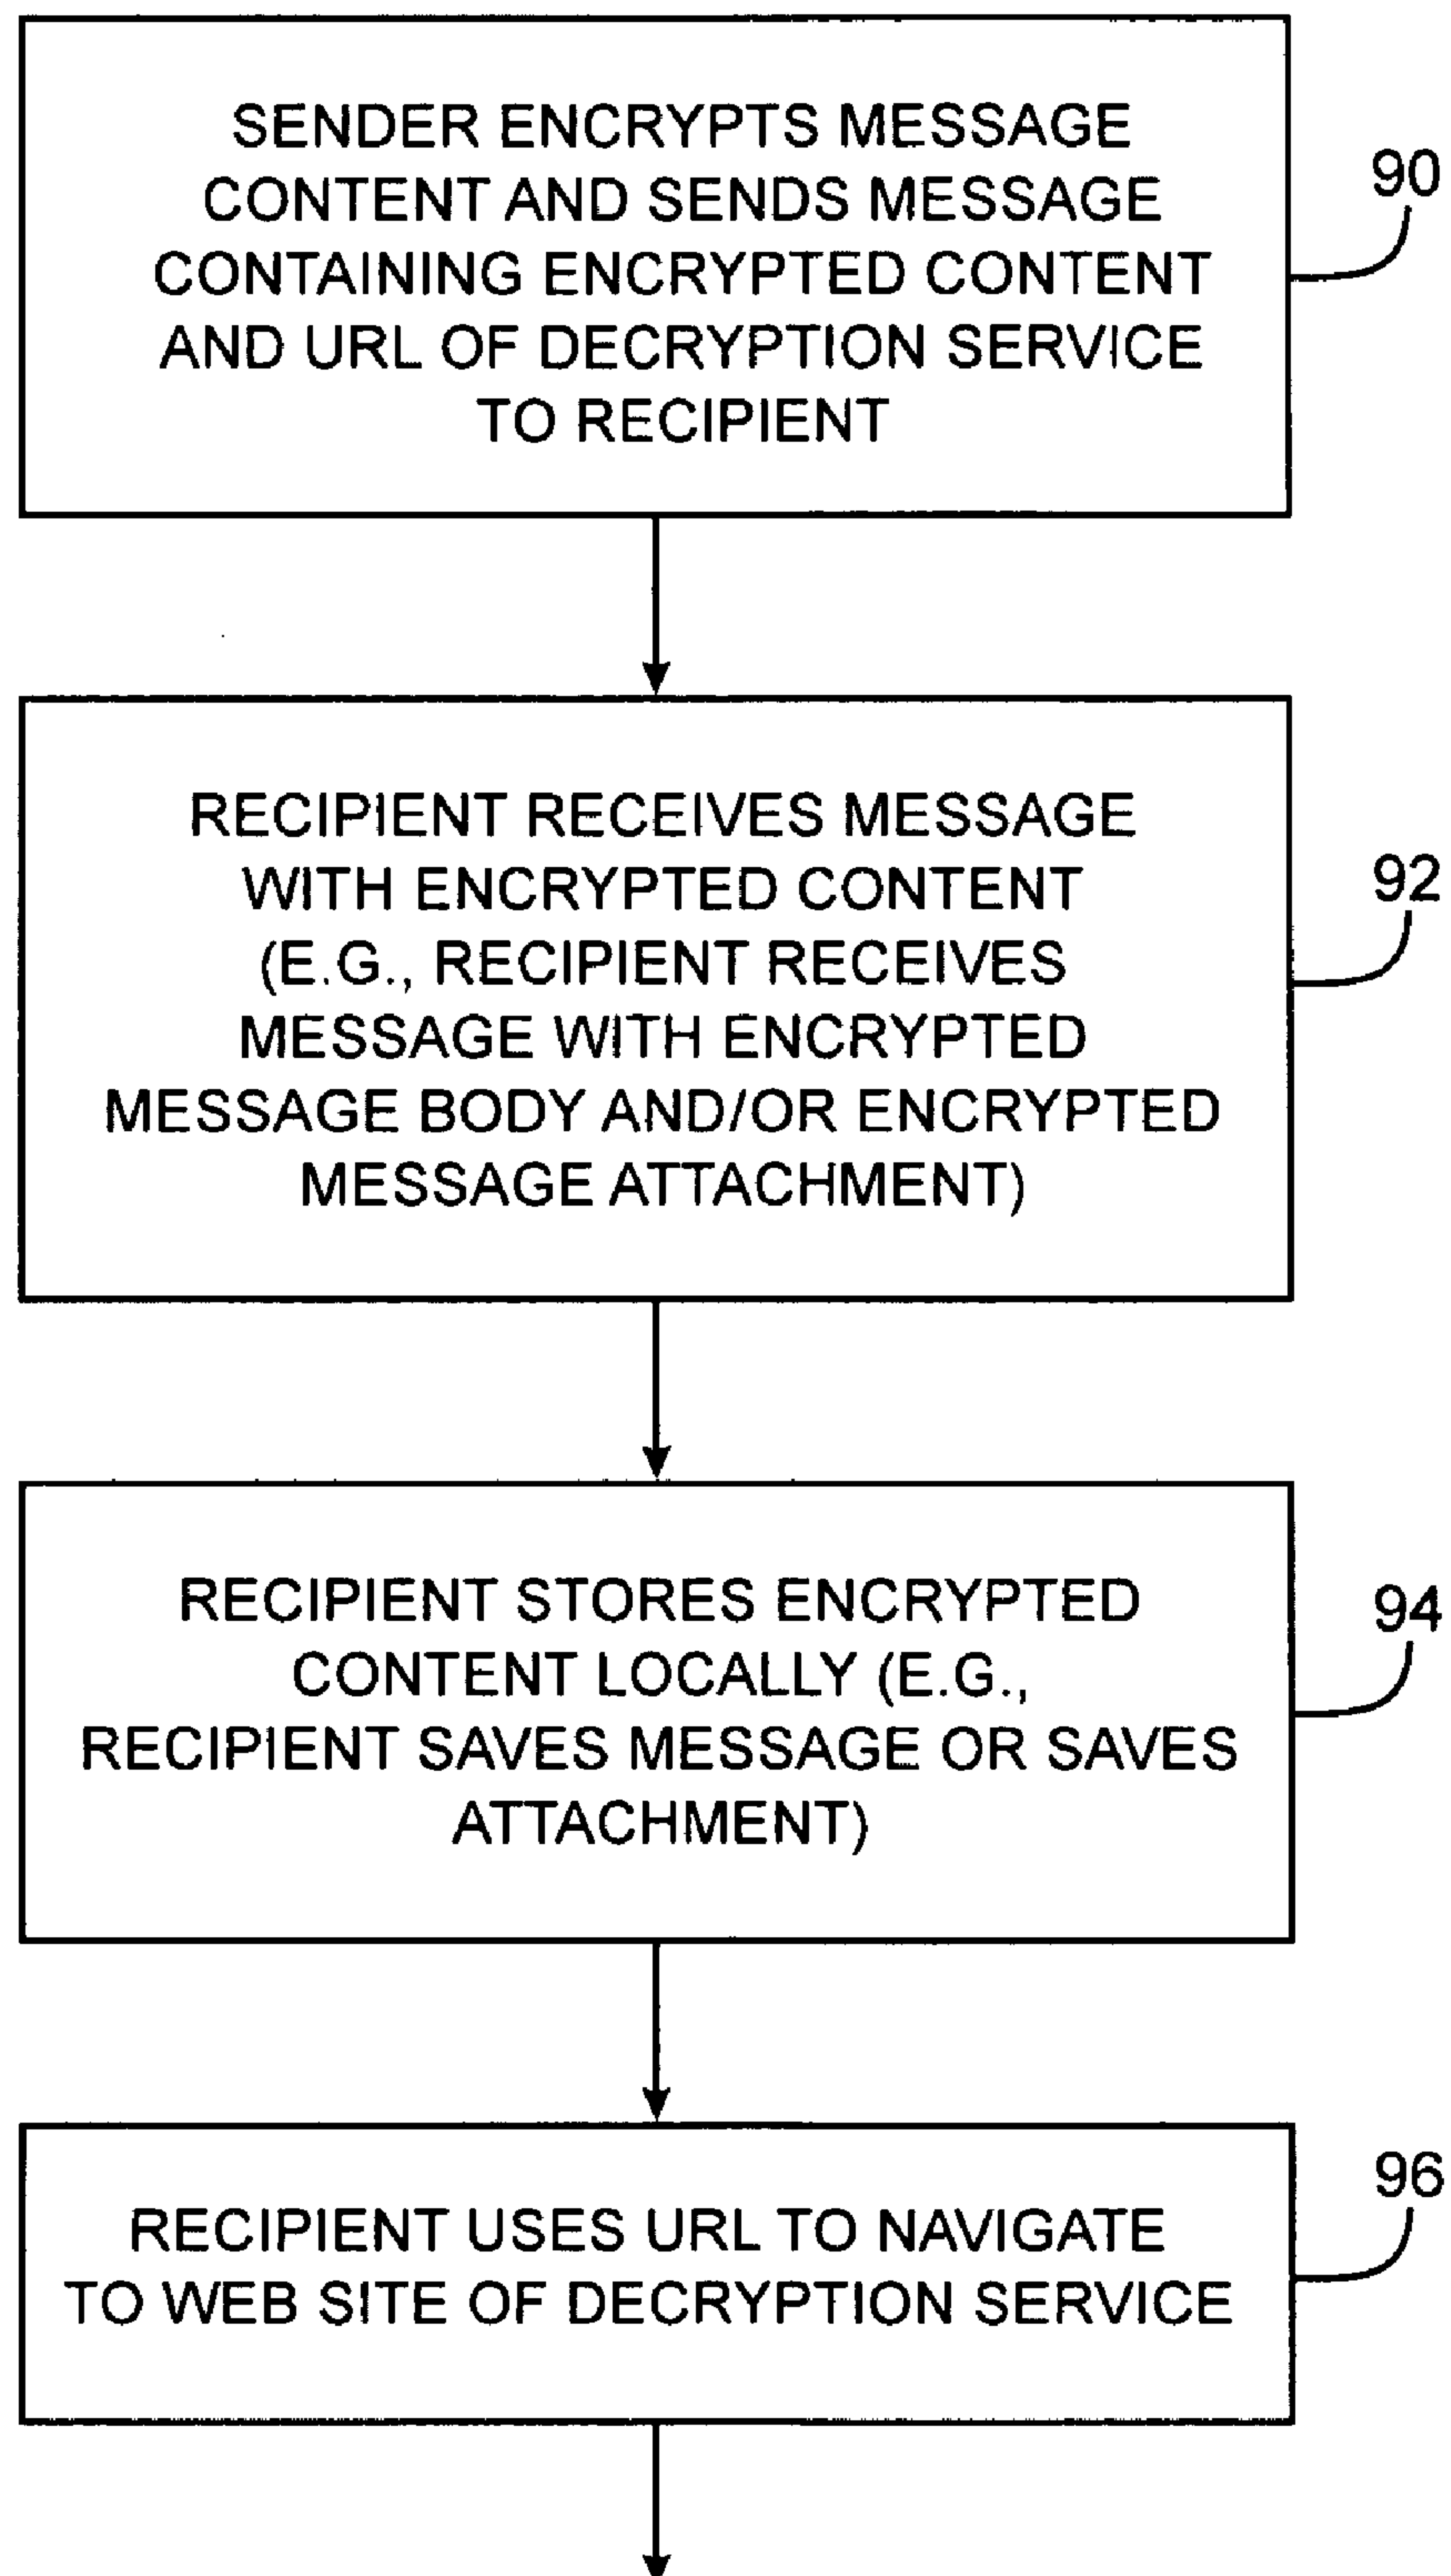 SENDER ENCRYPTS MESSAGE
CONTENT AND SENDS MESSAGE
CONTAINING ENCRYPTED CONTENT
AND URL OF DECRYPTION SERVICE
TO RECIPIENT
90
RECIPIENT RECEIVES MESSAGE
WITH ENCRYPTED CONTENT
(E.G., RECIPIENT RECEIVES
MESSAGE WITH ENCRYPTED
MESSAGE BODY AND/OR ENCRYPTED
MESSAGE ATTACHMENT)
92
RECIPIENT STORES ENCRYPTED
CONTENT LOCALLY (E.G.,
RECIPIENT SAVES MESSAGE OR SAVES
ATTACHMENT)
94
RECIPIENT USES URL TO NAVIGATE
TO WEB SITE OF DECRYPTION SERVICE
96